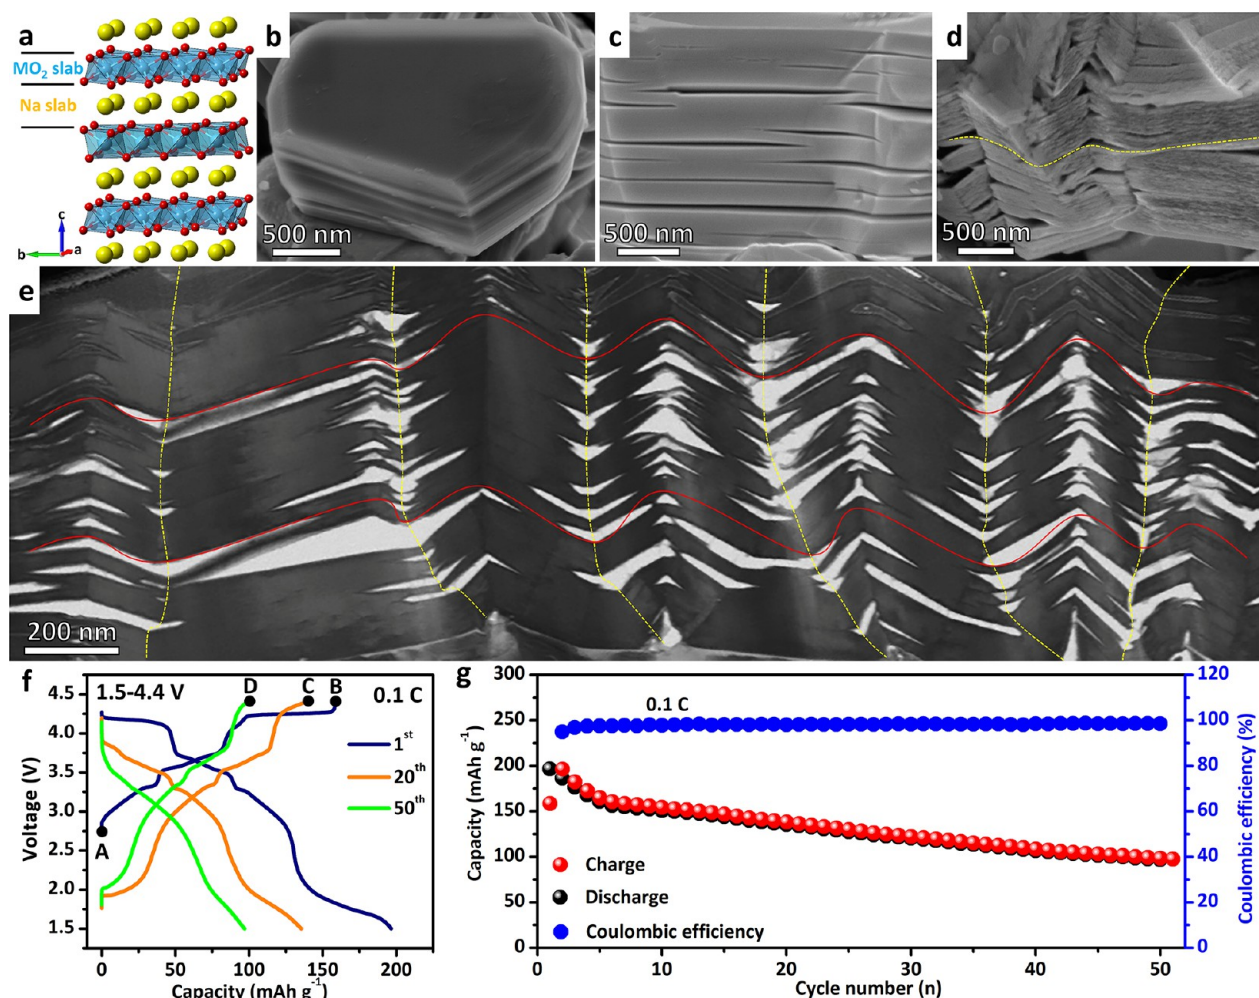 a
MO2 slab
Na slab
c
b
a
b
500 nm
c
500 nm
d
500 nm
e
200 nm
f
1.5-4.4 V
D
C
B
0.1 C
4.5
4.0
3.5
3.0
2.5
2.0
1.5
Voltage (V)
1st
20th
50th
A
0
50
100
150
200
Capacity (mAh g-1)
g
0.1 C
300
250
200
150
100
50
0
Capacity (mAh g-1)
Charge
Discharge
Coulombic efficiency
120
100
80
60
40
20
0
Coulombic efficiency (%)
0
10
20
30
40
50
Cycle number (n)